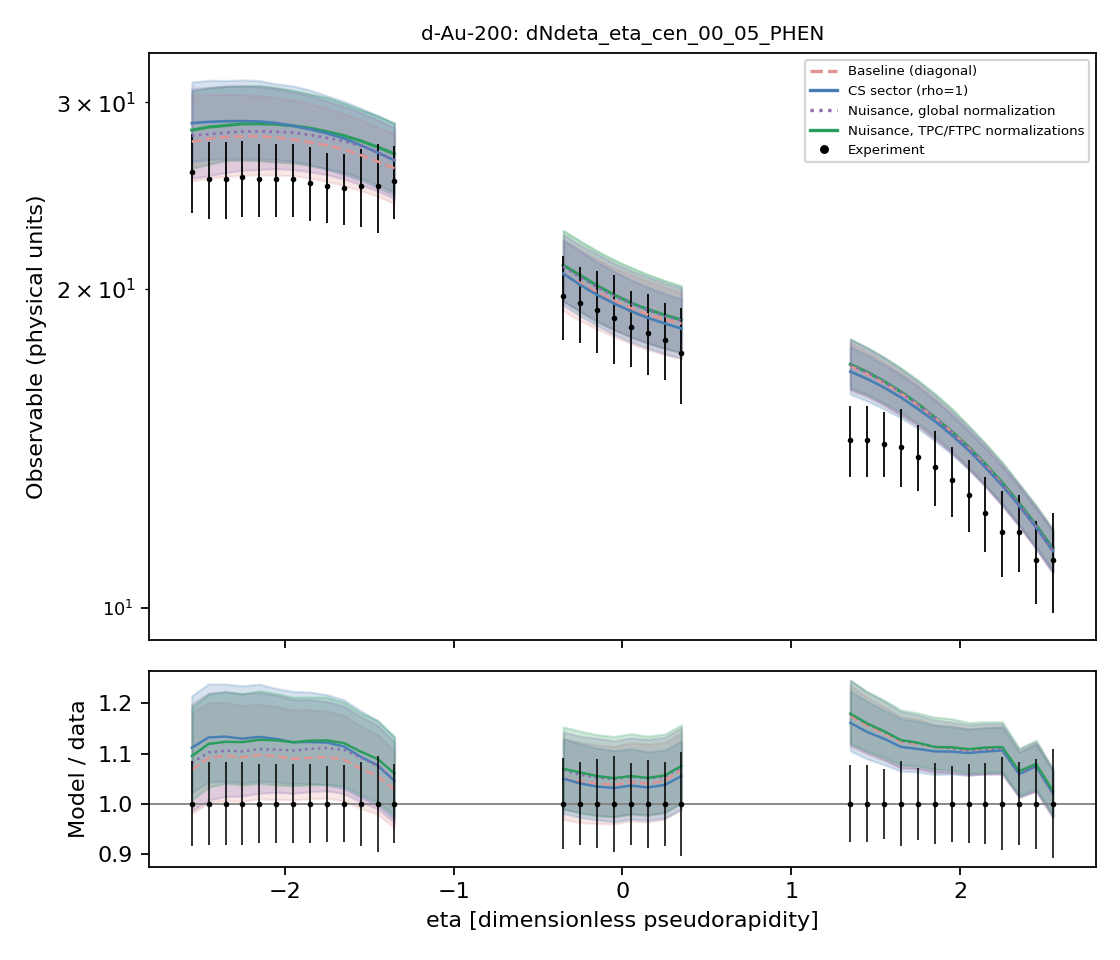 d-Au-200: dNdeta_eta_cen_00_05_PHEN
Observable (physical units)
3 × 10¹
2 × 10¹
10¹
Baseline (diagonal)
CS sector (rho=1)
Nuisance, global normalization
Nuisance, TPC/FTPC normalizations
Experiment
Model / data
1.2
1.1
1.0
0.9
−2 −1 0 1 2
eta [dimensionless pseudorapidity]